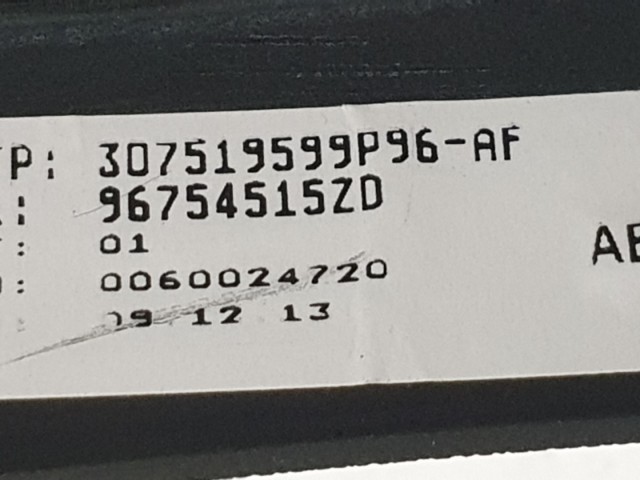 P: 307519599P96-AF
: 96754515ZD
: 01
: 0060024720
09 12 13
AE